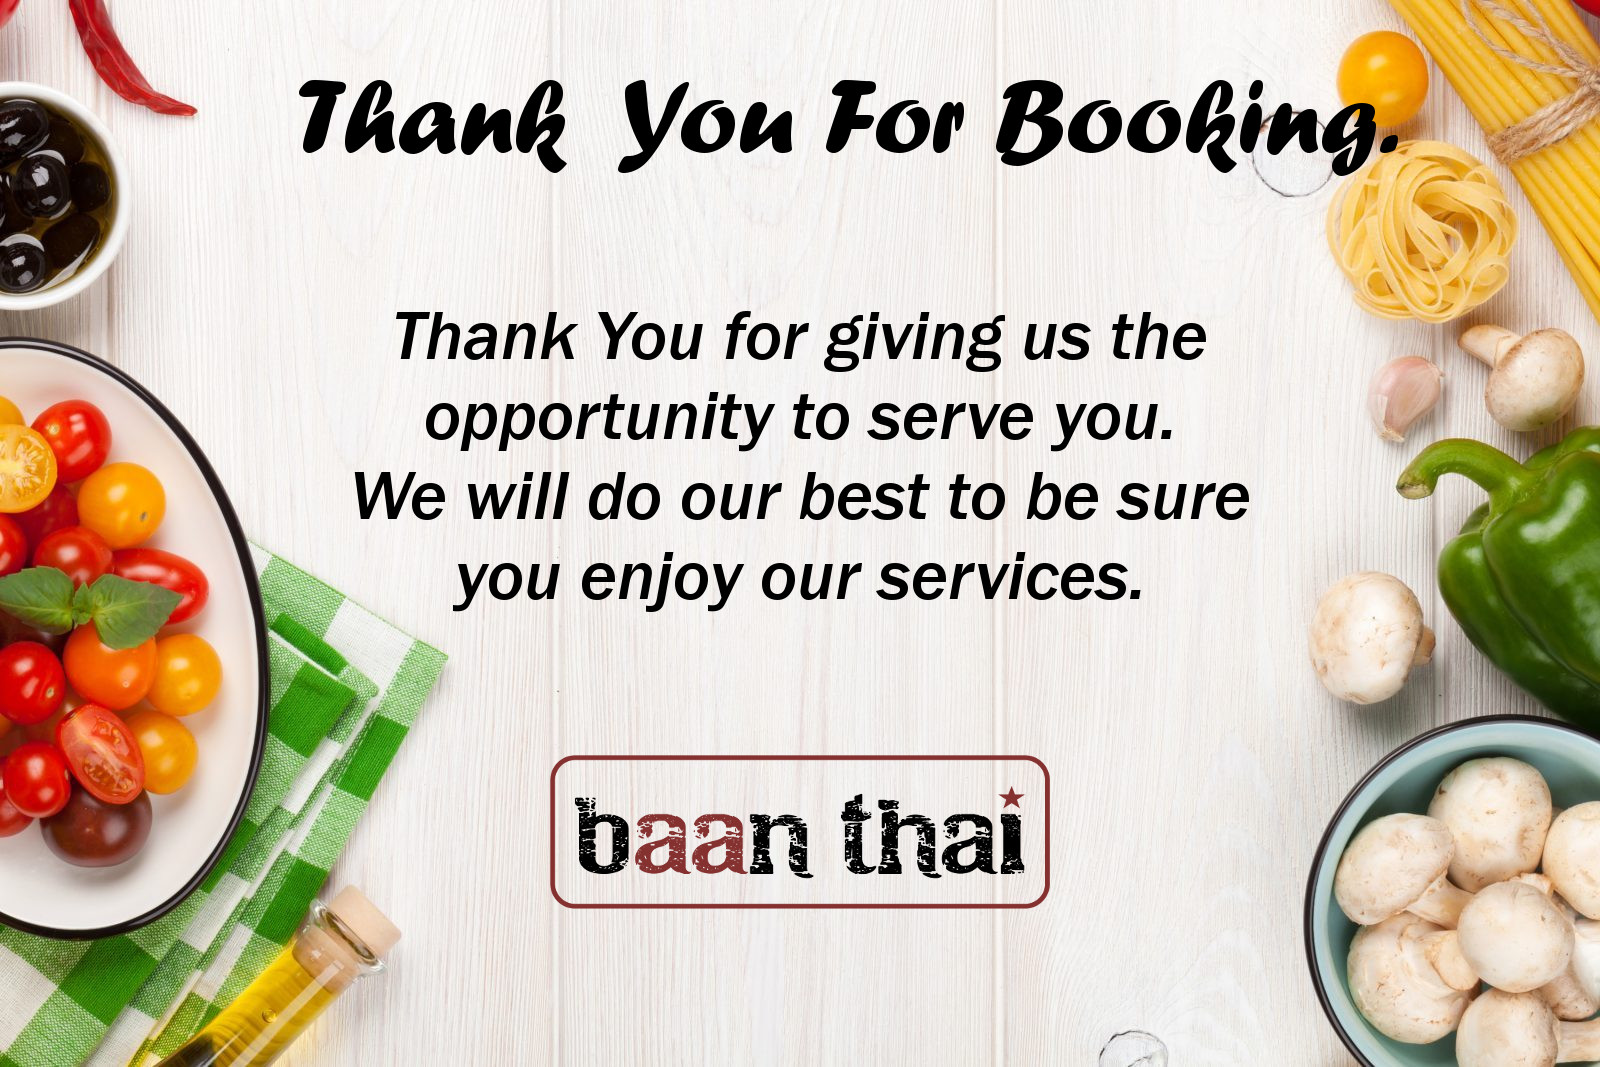 Thank You For Booking.
Thank You for giving us the
opportunity to serve you.
We will do our best to be sure
you enjoy our services.
baan thai